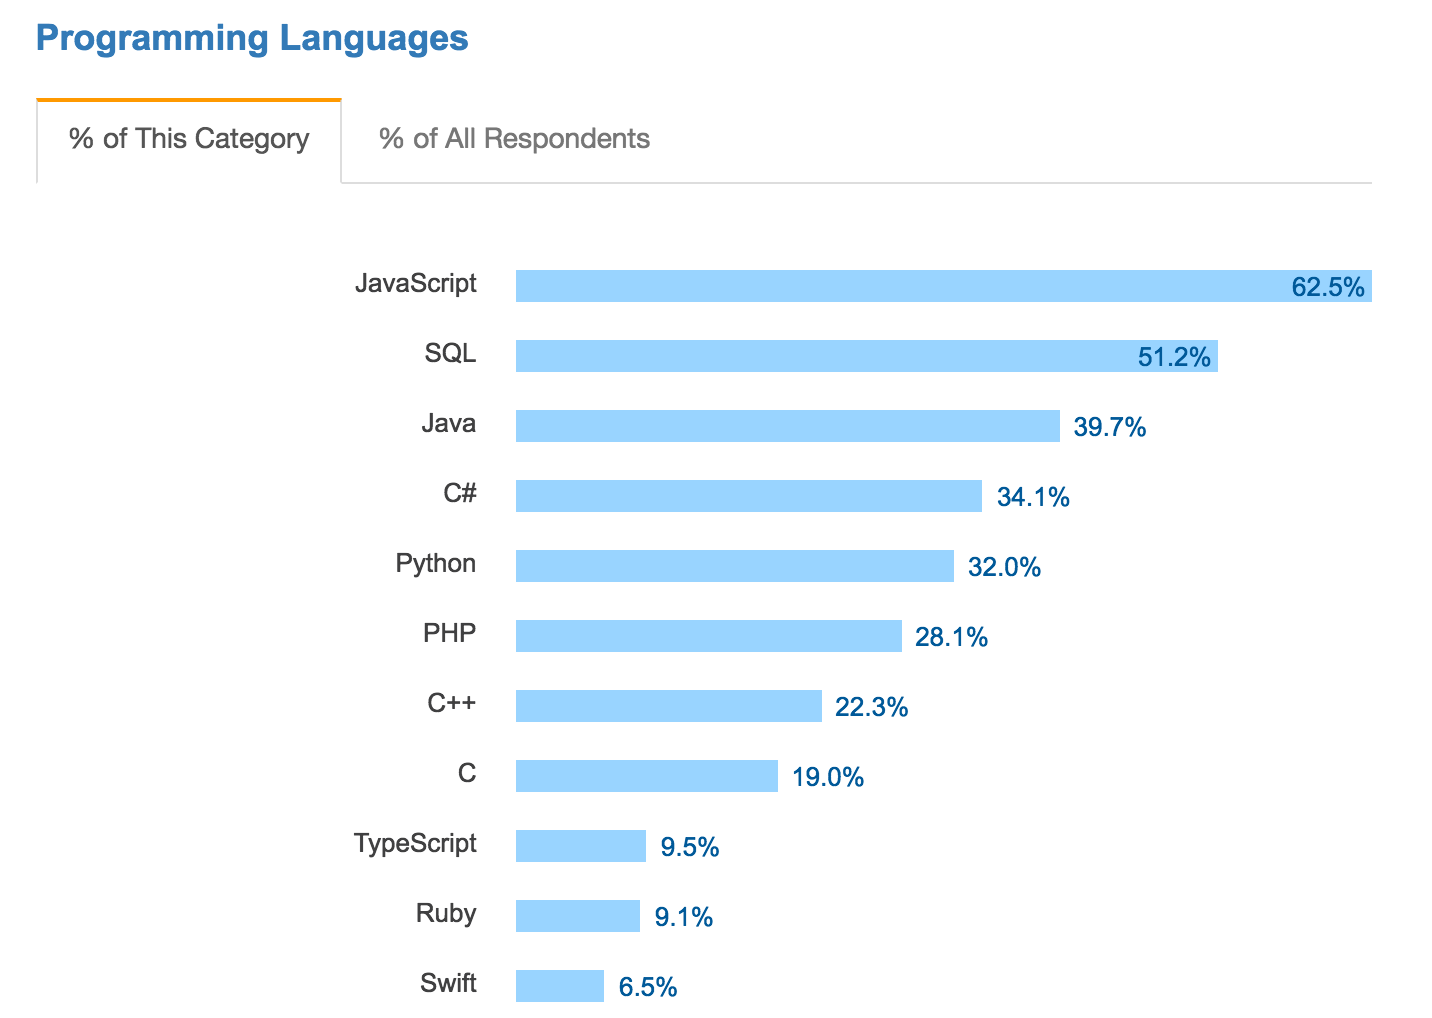 Programming Languages
% of This Category % of All Respondents
JavaScript 62.5%
SQL 51.2%
Java 39.7%
C# 34.1%
Python 32.0%
PHP 28.1%
C++ 22.3%
C 19.0%
TypeScript 9.5%
Ruby 9.1%
Swift 6.5%